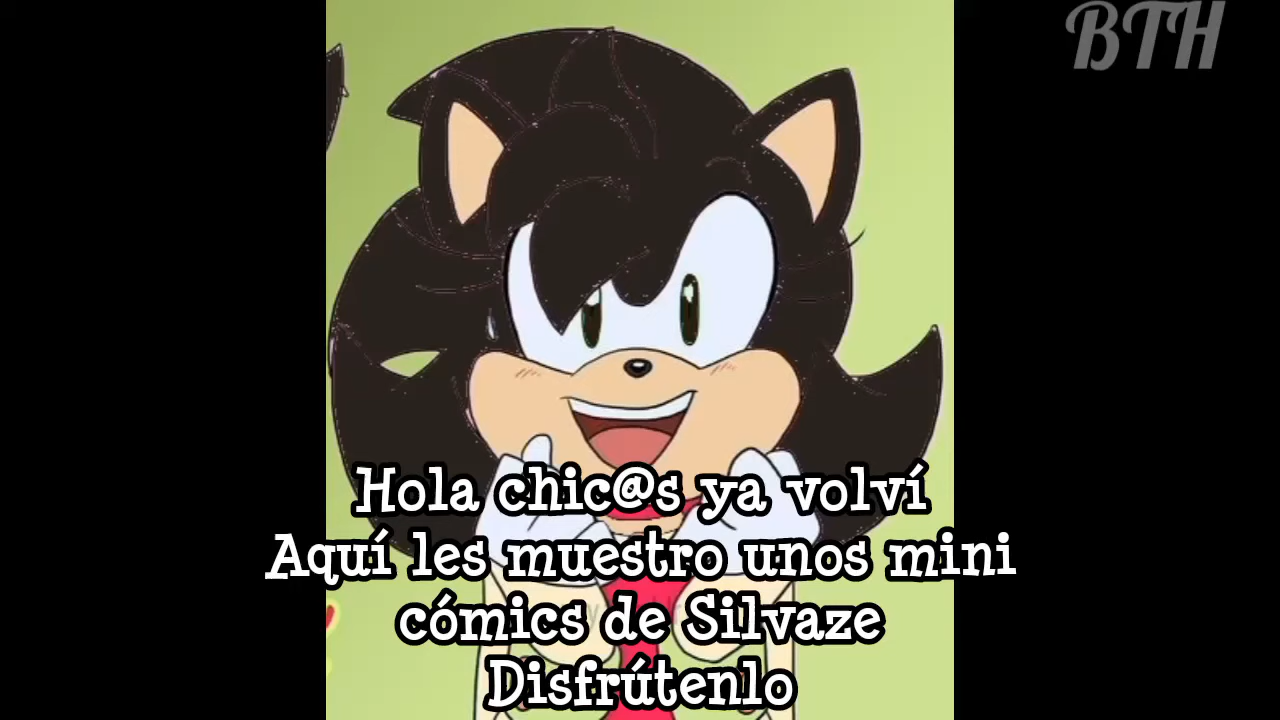 BTH
Hola chic@s ya volví
Aquí les muestro unos mini
cómics de Silvaze
Disfrútenlo